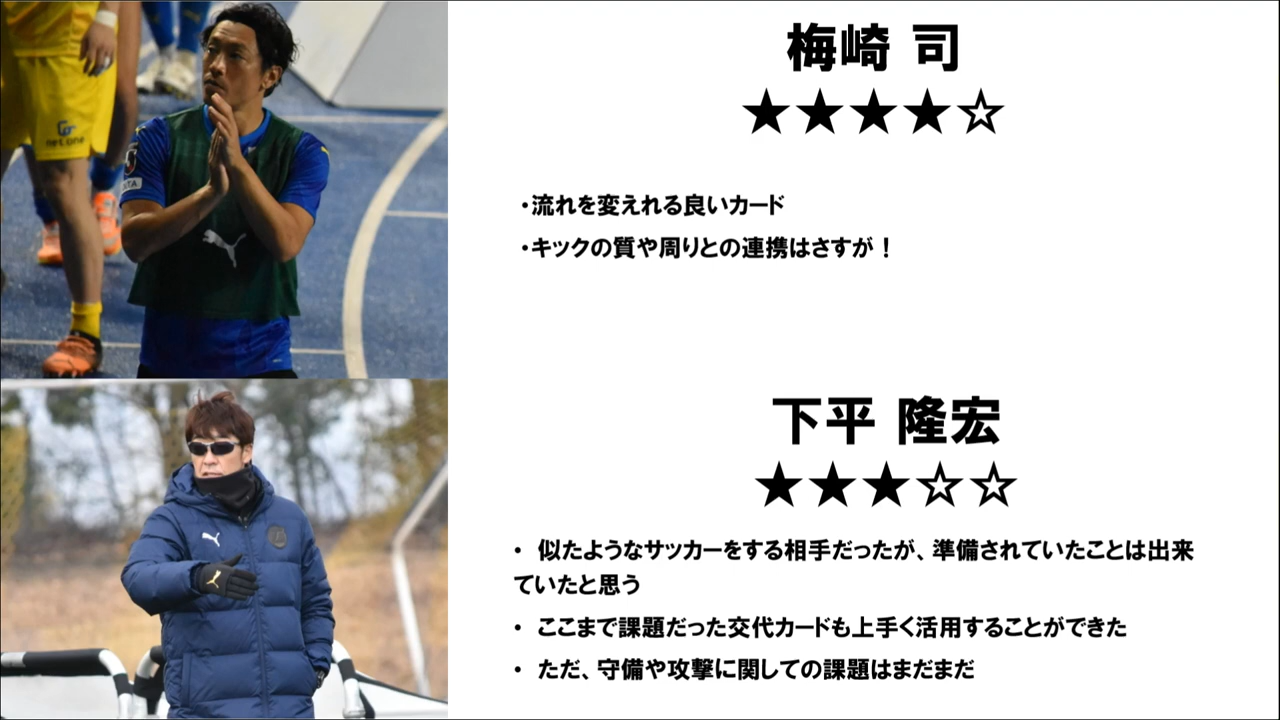 梅崎 司
★★★★☆
・流れを変えれる良いカード
・キックの質や周りとの連携はさすが！
下平 隆宏
★★★☆☆
・ 似たようなサッカーをする相手だったが、準備されていたことは出来
ていたと思う
・ ここまで課題だった交代カードも上手く活用することができた
・ ただ、守備や攻撃に関しての課題はまだまだ
net one